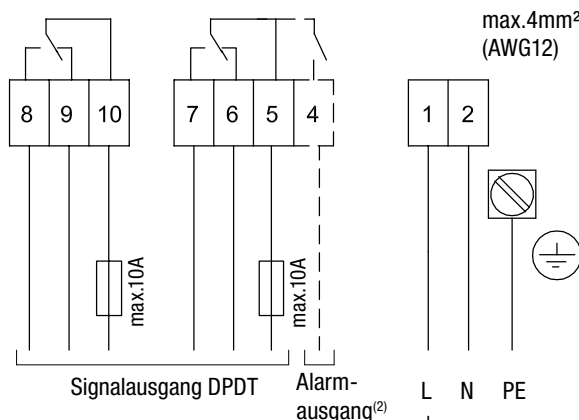 max.4mm²
(AWG12)
8 9 10 7 6 5 4 1 2
max.10A
max.10A
Signalausgang DPDT
Alarm-
ausgang⁽²⁾
L N PE